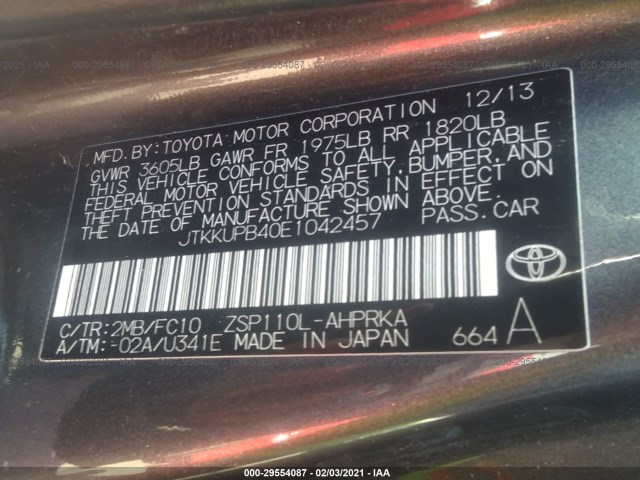 MFD. BY: TOYOTA MOTOR CORPORATION 12/13
GVWR 3605LB GAWR FR 1975LB RR 1820LB
THIS VEHICLE CONFORMS TO ALL APPLICABLE
FEDERAL MOTOR VEHICLE SAFETY, BUMPER, AND
THEFT PREVENTION STANDARDS IN EFFECT ON
THE DATE OF MANUFACTURE SHOWN ABOVE.
JTKKUPB40E1042457 PASS. CAR
C/TR: 2MB/FC10 ZSP110L-AHPRKA
A/TM: -02A/U341E MADE IN JAPAN 664 A
000-29554087 - 02/03/2021 - IAA